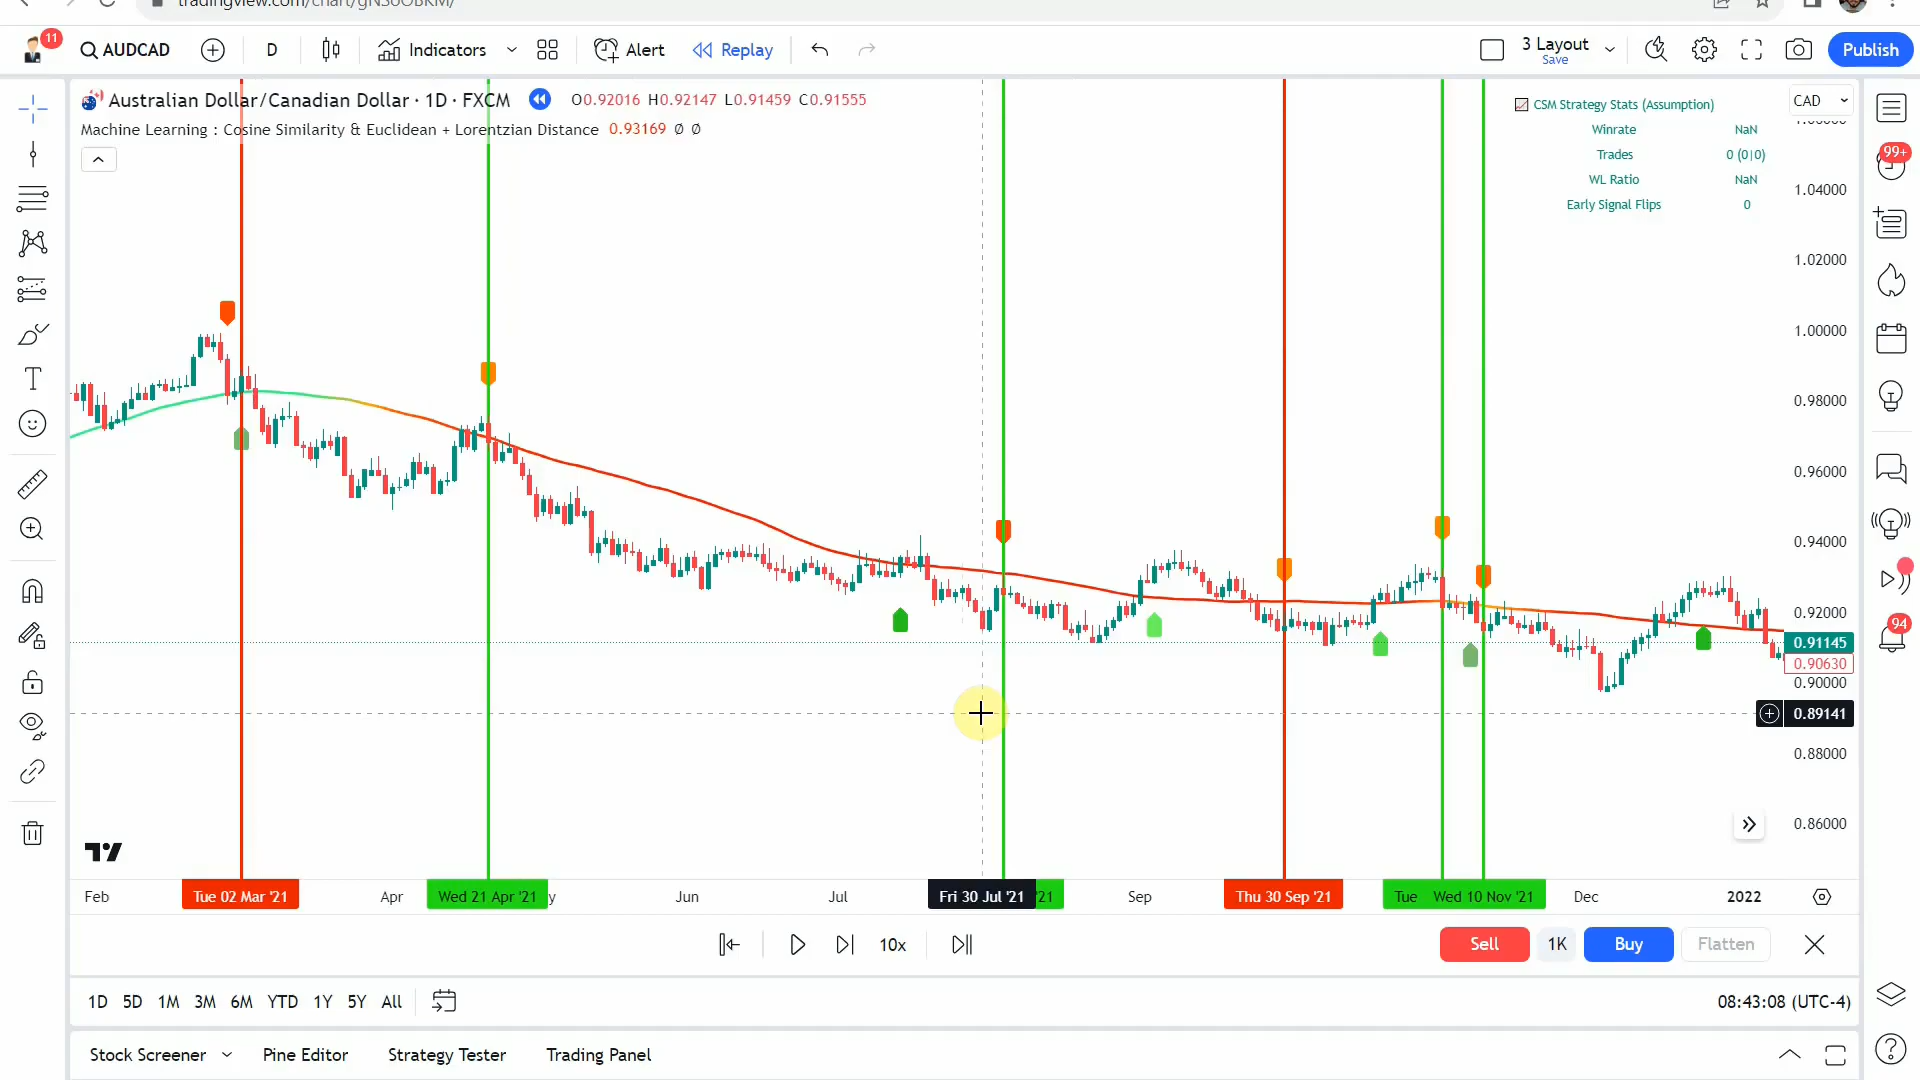 tradingview.com/chart/gNS6OBKM/
11
AUDCAD
D
Indicators
Alert
Replay
3 Layout
Save
Publish
Australian Dollar/Canadian Dollar · 1D · FXCM
O0.92016 H0.92147 L0.91459 C0.91555
Machine Learning : Cosine Similarity & Euclidean + Lorentzian Distance 0.93169 Ø Ø
CSM Strategy Stats (Assumption)
Winrate NaN
Trades 0 (0|0)
WL Ratio NaN
Early Signal Flips 0
CAD
1.04000
1.02000
1.00000
0.98000
0.96000
0.94000
0.92000
0.91145
0.90630
0.90000
0.89141
0.88000
0.86000
99+
94
Feb
Tue 02 Mar '21
Apr
Wed 21 Apr '21
y
Jun
Jul
Fri 30 Jul '21
'21
Sep
Thu 30 Sep '21
Tue
Wed 10 Nov '21
Dec
2022
10x
Sell
1K
Buy
Flatten
1D 5D 1M 3M 6M YTD 1Y 5Y All
08:43:08 (UTC-4)
Stock Screener
Pine Editor
Strategy Tester
Trading Panel